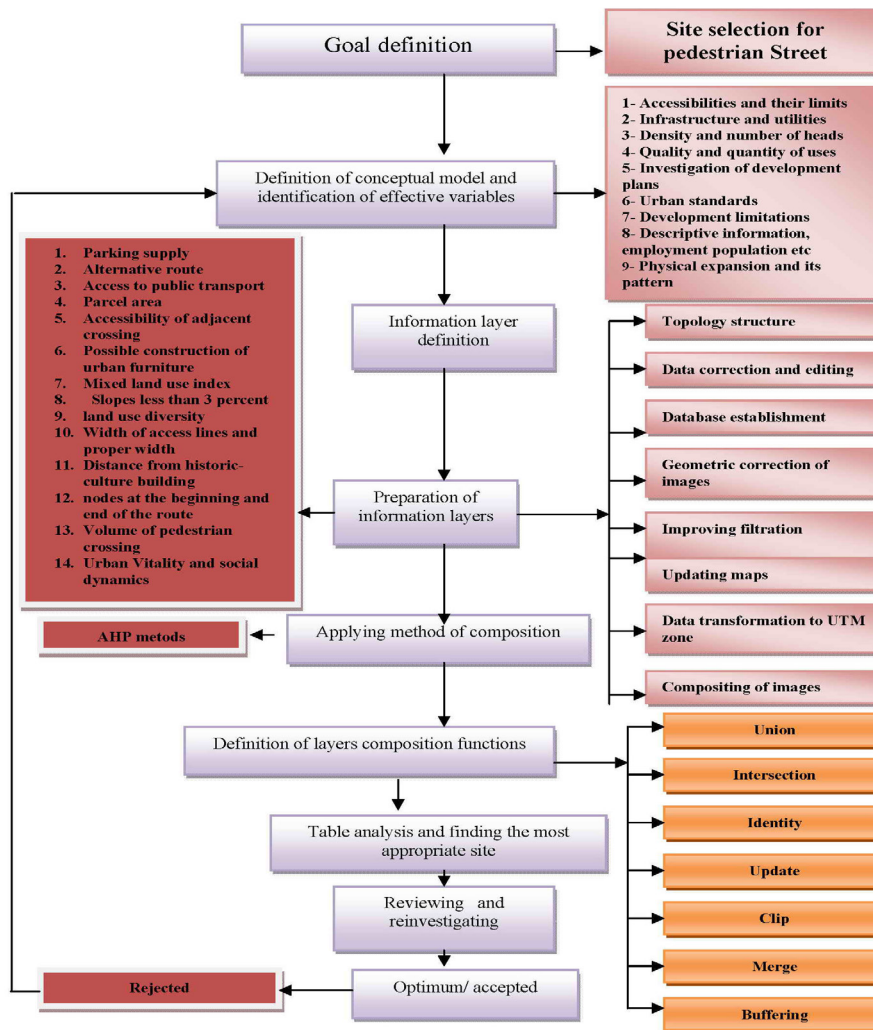 Goal definition
Site selection for
pedestrian Street
1- Accessibilities and their limits
2- Infrastructure and utilities
3- Density and number of heads
4- Quality and quantity of uses
5- Investigation of development
plans
6- Urban standards
7- Development limitations
8- Descriptive information,
employment population etc
9- Physical expansion and its
pattern
Definition of conceptual model and
identification of effective variables
1. Parking supply
2. Alternative route
3. Access to public transport
4. Parcel area
5. Accessibility of adjacent
crossing
6. Possible construction of
urban furniture
7. Mixed land use index
8. Slopes less than 3 percent
9. land use diversity
10. Width of access lines and
proper width
11. Distance from historic-
culture building
12. nodes at the beginning and
end of the route
13. Volume of pedestrian
crossing
14. Urban Vitality and social
dynamics
Information layer
definition
Topology structure
Data correction and editing
Database establishment
Geometric correction of
images
Preparation of
information layers
Improving filtration
Updating maps
Data transformation to UTM
zone
Compositing of images
AHP metods
Applying method of composition
Definition of layers composition functions
Union
Intersection
Identity
Update
Clip
Merge
Buffering
Table analysis and finding the most
appropriate site
Reviewing and
reinvestigating
Rejected
Optimum/ accepted